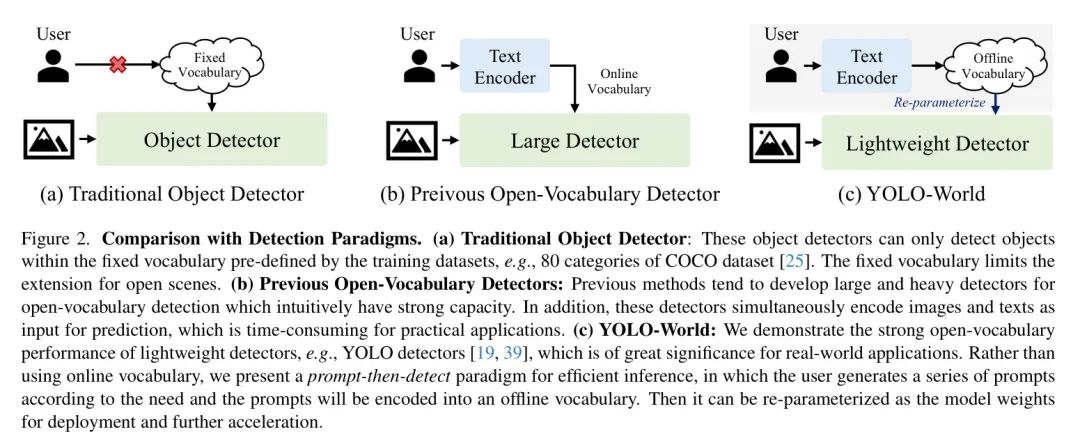 User
Fixed
Vocabulary
Object Detector
(a) Traditional Object Detector
User
Text
Encoder
Online
Vocabulary
Large Detector
(b) Preivous Open-Vocabulary Detector
User
Text
Encoder
Offline
Vocabulary
Re-parameterize
Lightweight Detector
(c) YOLO-World
Figure 2. Comparison with Detection Paradigms. (a) Traditional Object Detector: These object detectors can only detect objects
within the fixed vocabulary pre-defined by the training datasets, e.g., 80 categories of COCO dataset [25]. The fixed vocabulary limits the
extension for open scenes. (b) Previous Open-Vocabulary Detectors: Previous methods tend to develop large and heavy detectors for
open-vocabulary detection which intuitively have strong capacity. In addition, these detectors simultaneously encode images and texts as
input for prediction, which is time-consuming for practical applications. (c) YOLO-World: We demonstrate the strong open-vocabulary
performance of lightweight detectors, e.g., YOLO detectors [19, 39], which is of great significance for real-world applications. Rather than
using online vocabulary, we present a prompt-then-detect paradigm for efficient inference, in which the user generates a series of prompts
according to the need and the prompts will be encoded into an offline vocabulary. Then it can be re-parameterized as the model weights
for deployment and further acceleration.